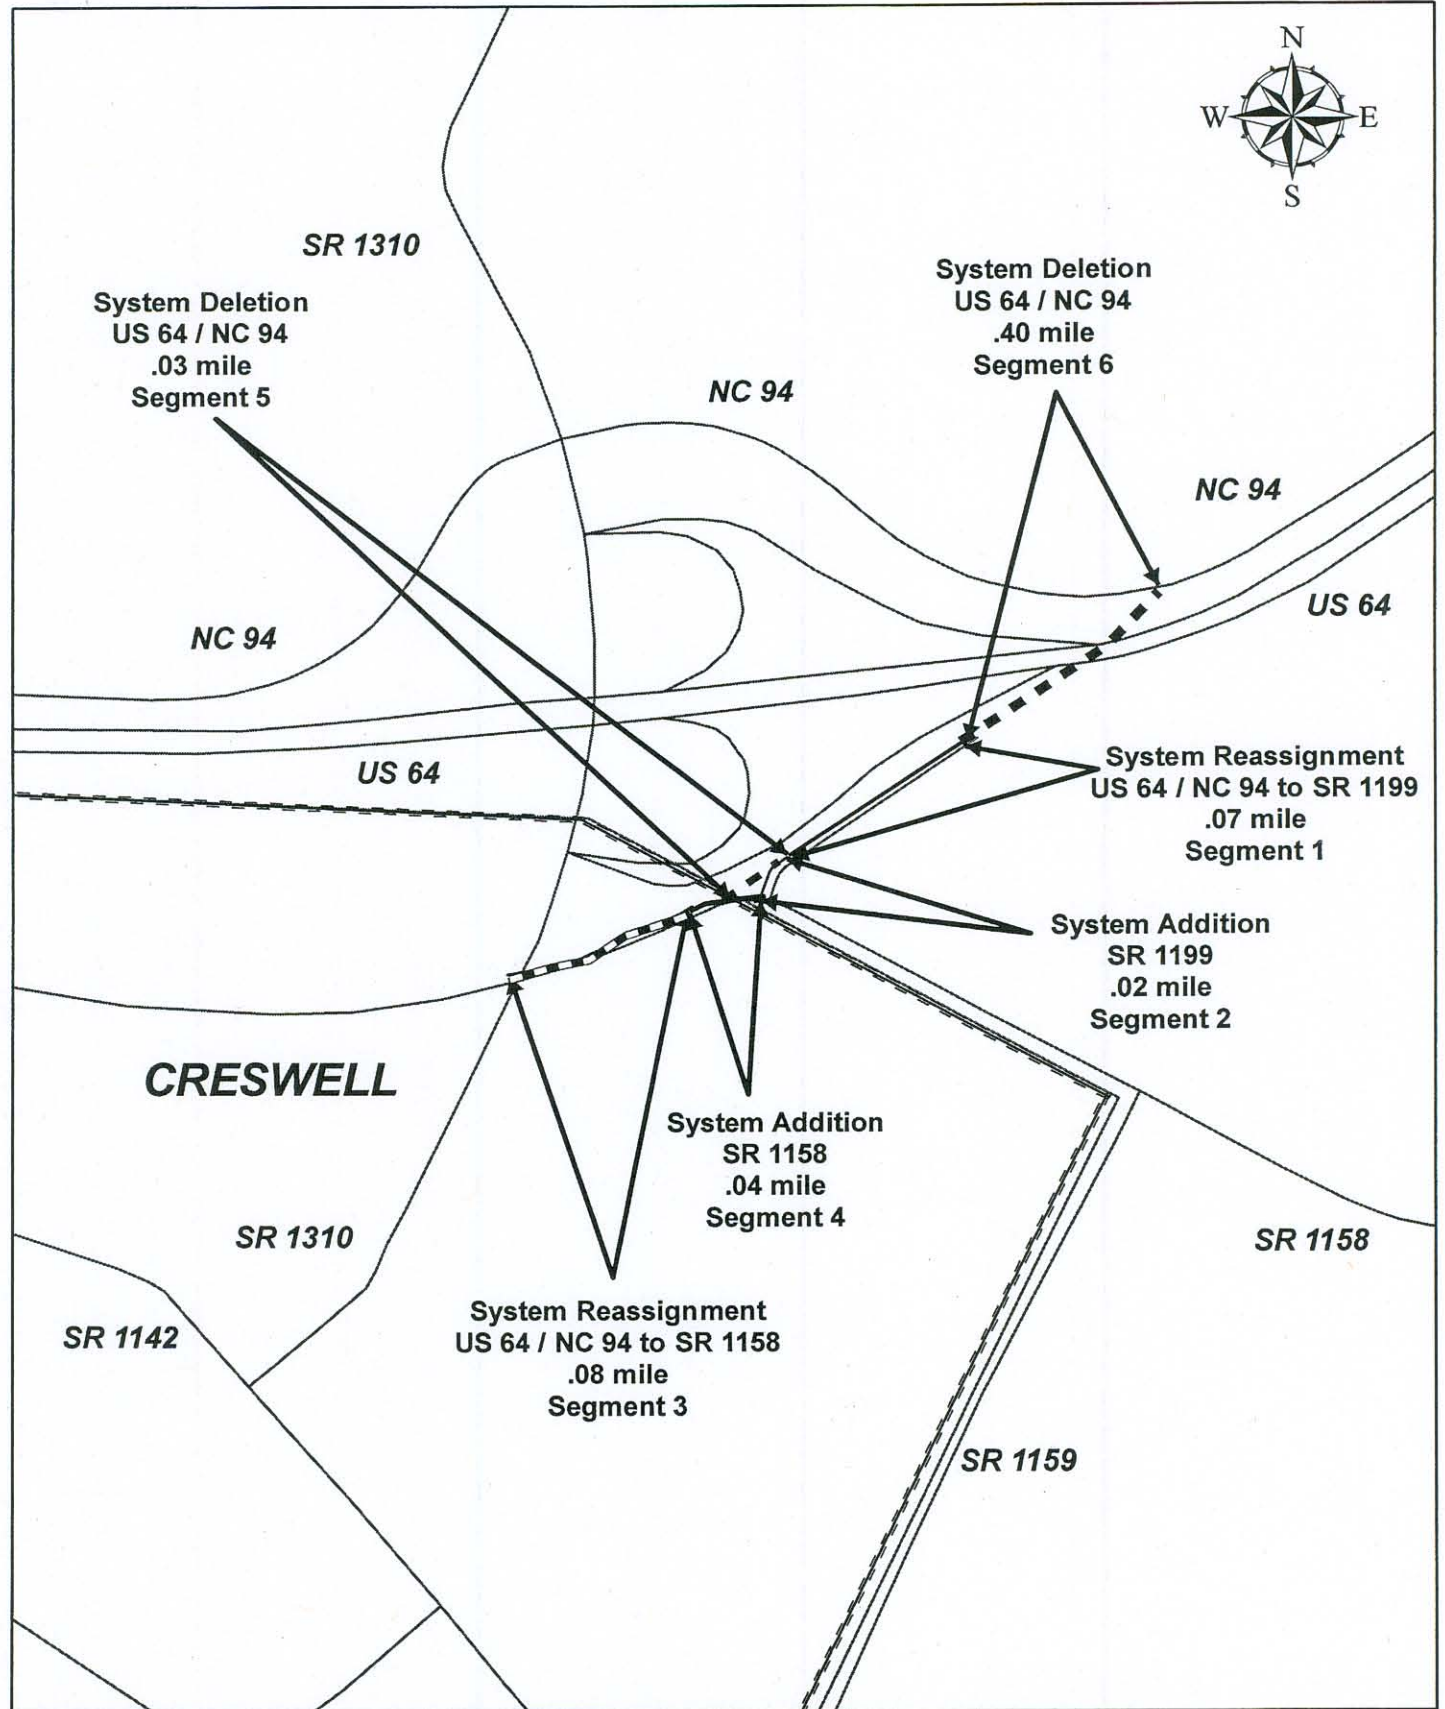 N
W
E
S
SR 1310
System Deletion
US 64 / NC 94
.40 mile
Segment 6
System Deletion
US 64 / NC 94
.03 mile
Segment 5
NC 94
NC 94
US 64
NC 94
US 64
System Reassignment
US 64 / NC 94 to SR 1199
.07 mile
Segment 1
System Addition
SR 1199
.02 mile
Segment 2
CRESWELL
System Addition
SR 1158
.04 mile
Segment 4
SR 1310
SR 1158
System Reassignment
US 64 / NC 94 to SR 1158
.08 mile
Segment 3
SR 1142
SR 1159